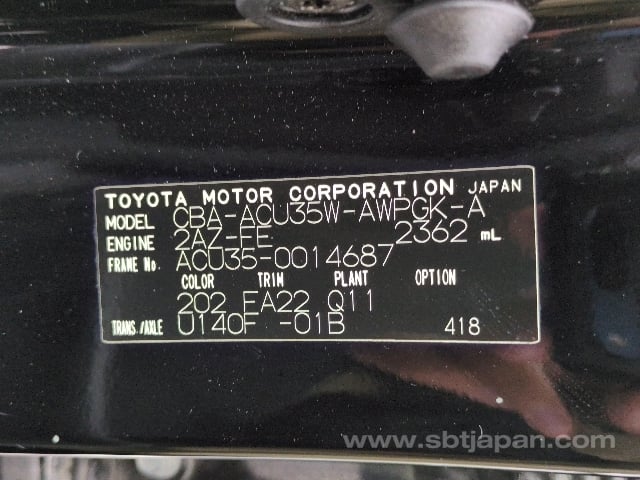 TOYOTA MOTOR CORPORATION JAPAN
MODEL CBA-ACU35W-AWPGK-A
ENGINE 2AZ-FE 2362 mL
FRAME No. ACU35-0014687
COLOR TRIM PLANT OPTION
202 FA22 Q11
TRANS./AXLE U140F -01B 418
www.sbtjapan.com